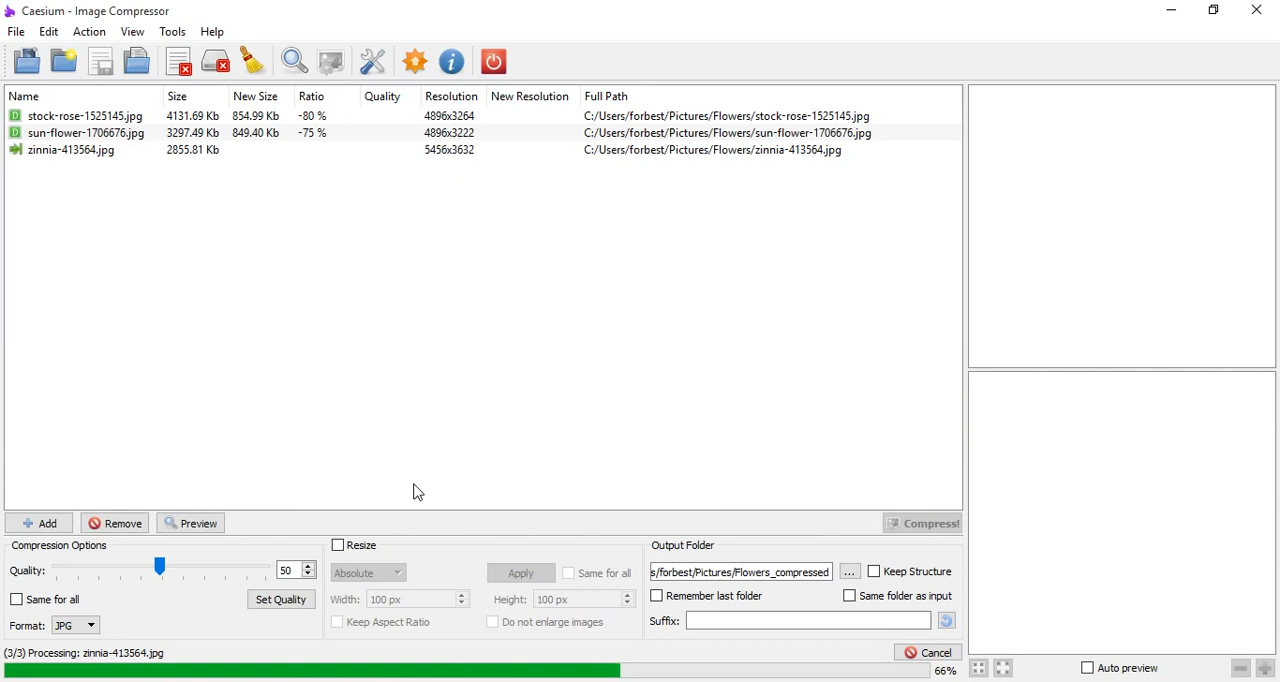 Caesium - Image Compressor
File Edit Action View Tools Help
Name Size New Size Ratio Quality Resolution New Resolution Full Path
D stock-rose-1525145.jpg 4131.69 Kb 854.99 Kb -80 % 4896x3264 C:/Users/forbest/Pictures/Flowers/stock-rose-1525145.jpg
D sun-flower-1706676.jpg 3297.49 Kb 849.40 Kb -75 % 4896x3222 C:/Users/forbest/Pictures/Flowers/sun-flower-1706676.jpg
zinnia-413564.jpg 2855.81 Kb 5456x3632 C:/Users/forbest/Pictures/Flowers/zinnia-413564.jpg
Add Remove Preview Compress!
Compression Options Resize Output Folder
Quality: 50 Absolute Apply Same for all s/forbest/Pictures/Flowers_compressed ... Keep Structure
Same for all Set Quality Width: 100 px Height: 100 px Remember last folder Same folder as input
Format: JPG Keep Aspect Ratio Do not enlarge images Suffix:
(3/3) Processing: zinnia-413564.jpg Cancel
66% Auto preview